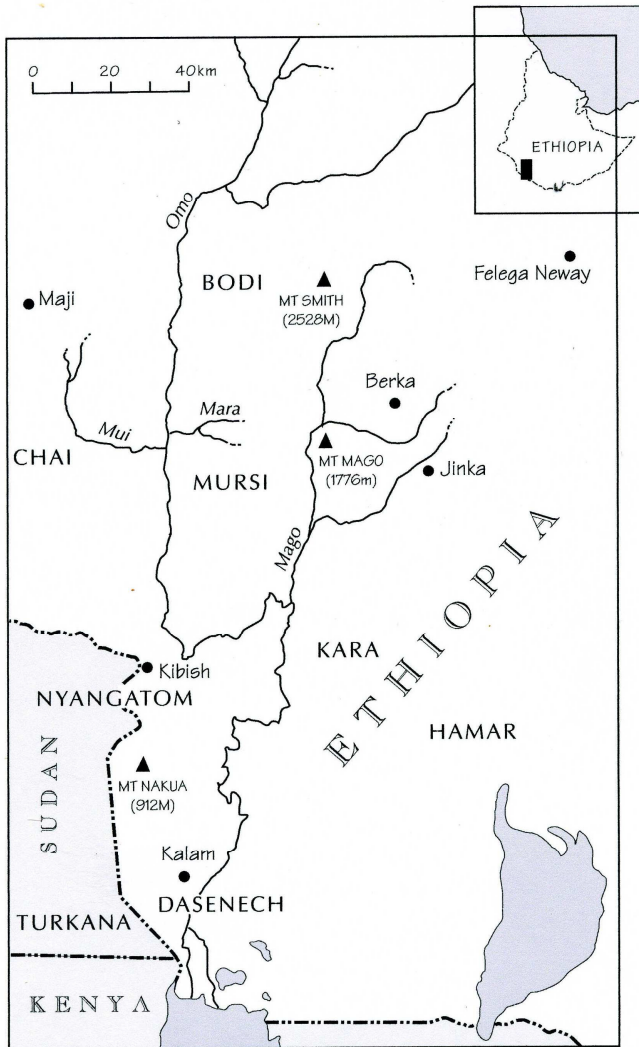 0 20 40km
ETHIOPIA
Omo
Felega Neway
BODI
MT SMITH
(2528M)
Maji
Berka
Mara
Mui
CHAI
MT MAGO
(1776m)
Jinka
MURSI
Mago
ETHIOPIA
KARA
Kibish
NYANGATOM
HAMAR
SUDAN
MT NAKUA
(912M)
Kalam
DASENECH
TURKANA
KENYA